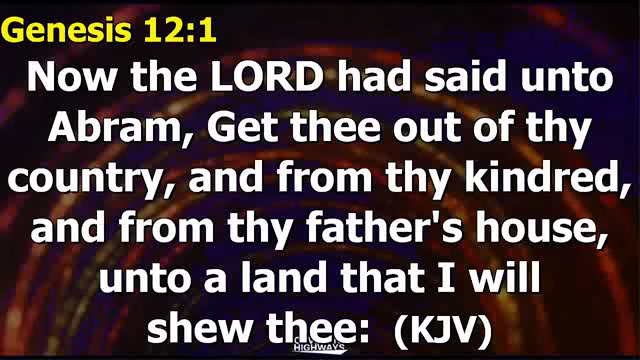 Genesis 12:1
Now the LORD had said unto
Abram, Get thee out of thy
country, and from thy kindred,
and from thy father's house,
unto a land that I will
shew thee: (KJV)
HIGHWAYS